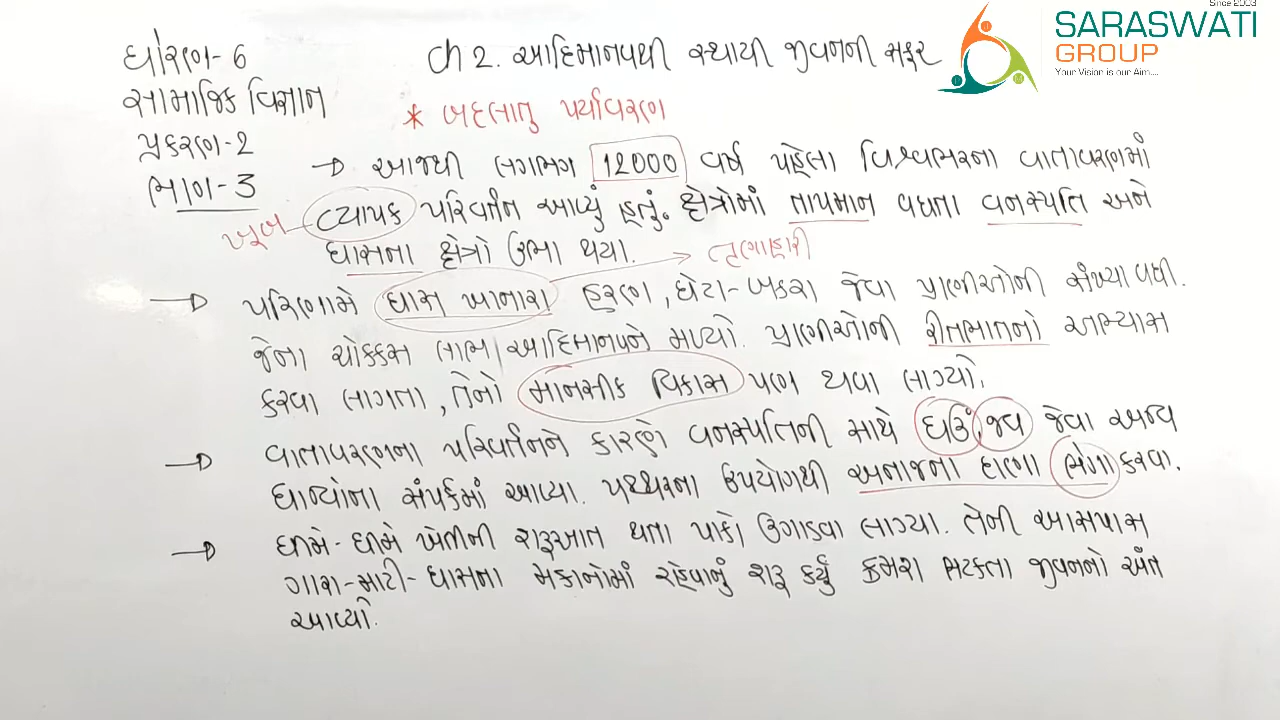 Since 2003
SARASWATI
GROUP
Your Vision is our Aim....
ધોરણ-6
સામાજિક વિજ્ઞાન
પ્રકરણ-2
ભાગ-3
Ch 2. આદિમાનવથી સ્થાયી જીવનની સફર
* બદલાતુ પર્યાવરણ
→ આજથી લગભગ 12000 વર્ષ પહેલા વિશ્વભરના વાતાવરણમાં
ખૂબ વ્યાપક પરિવર્તન આવ્યું હતું. ક્ષેત્રોમાં તાપમાન વધતા વનસ્પતિ અને
ઘાસના ક્ષેત્રો ઉભા થયા. → તૃણાહારી
→ પરિણામે ઘાસ ખાનારા હરણ, ઘેટા-બકરા જેવા પ્રાણીઓની સંખ્યા વધી.
જેના ચોક્કસ લાભ આદિમાનવને મળ્યો. પ્રાણીઓની રીતભાતનો અભ્યાસ
કરવા લાગતા, તેનો માનસીક વિકાસ પણ થવા લાગ્યો.
→ વાતાવરણના પરિવર્તનને કારણે વનસ્પતિની સાથે ઘઉં, જવ જેવા અન્ય
ધાન્યોના સંપર્કમાં આવ્યા. પથ્થરના ઉપયોગથી અનાજના દાણા ભેગા કરવા.
→ ધીમે-ધીમે ખેતીની શરૂઆત થતા પાકો ઉગાડવા લાગ્યા. તેની આસપાસ
ગારા-માટી-ઘાસના મકાનોમાં રહેવાનું શરૂ કર્યું ક્રમશ ભટકતા જીવનનો અંત
આવ્યો.